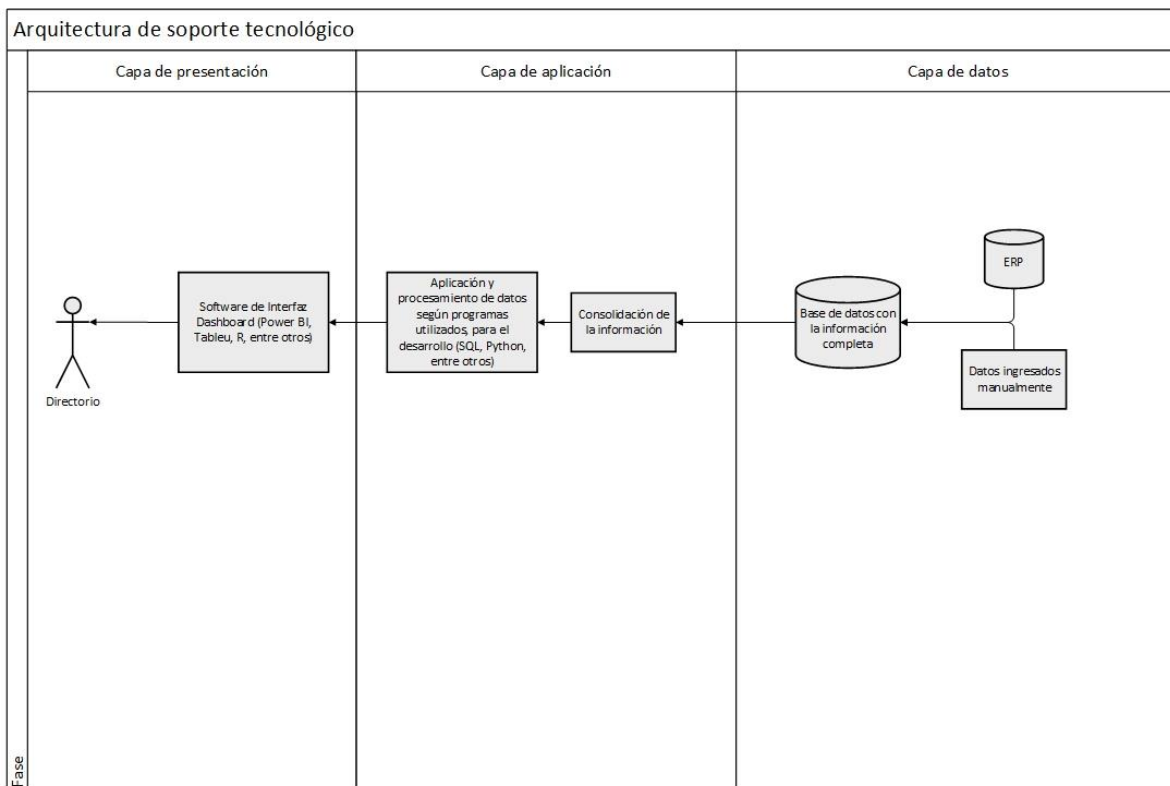 Arquitectura de soporte tecnológico
Capa de presentación
Capa de aplicación
Capa de datos
Directorio
Software de Interfaz
Dashboard (Power BI,
Tableu, R, entre otros)
Aplicación y
procesamiento de datos
según programas
utilizados, para el
desarrollo (SQL, Python,
entre otros)
Consolidación de
la información
Base de datos con
la información
completa
ERP
Datos ingresados
manualmente
Fase